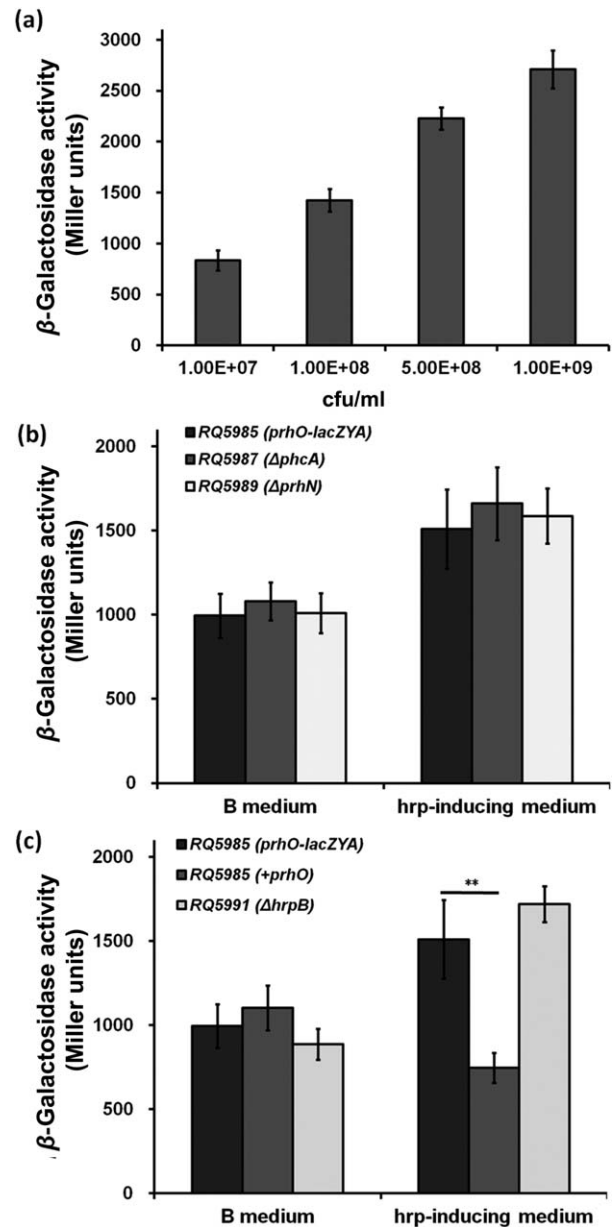 (a)
β-Galactosidase activity
(Miller units)
3000
2500
2000
1500
1000
500
0
1.00E+07 1.00E+08 5.00E+08 1.00E+09
cfu/ml
(b)
RQ5985 (prhO-lacZYA)
RQ5987 (ΔphcA)
RQ5989 (ΔprhN)
β-Galactosidase activity
(Miller units)
2000
1500
1000
500
0
B medium hrp-inducing medium
(c)
RQ5985 (prhO-lacZYA)
RQ5985 (+prhO)
RQ5991 (ΔhrpB)
**
β-Galactosidase activity
(Miller units)
2000
1500
1000
500
0
B medium hrp-inducing medium